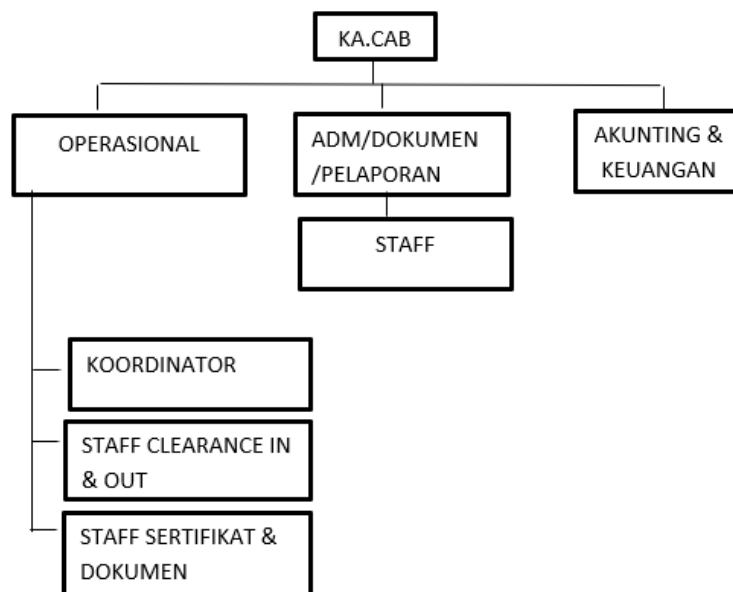 KA.CAB
OPERASIONAL
ADM/DOKUMEN
/PELAPORAN
AKUNTING &
KEUANGAN
STAFF
KOORDINATOR
STAFF CLEARANCE IN
& OUT
STAFF SERTIFIKAT &
DOKUMEN